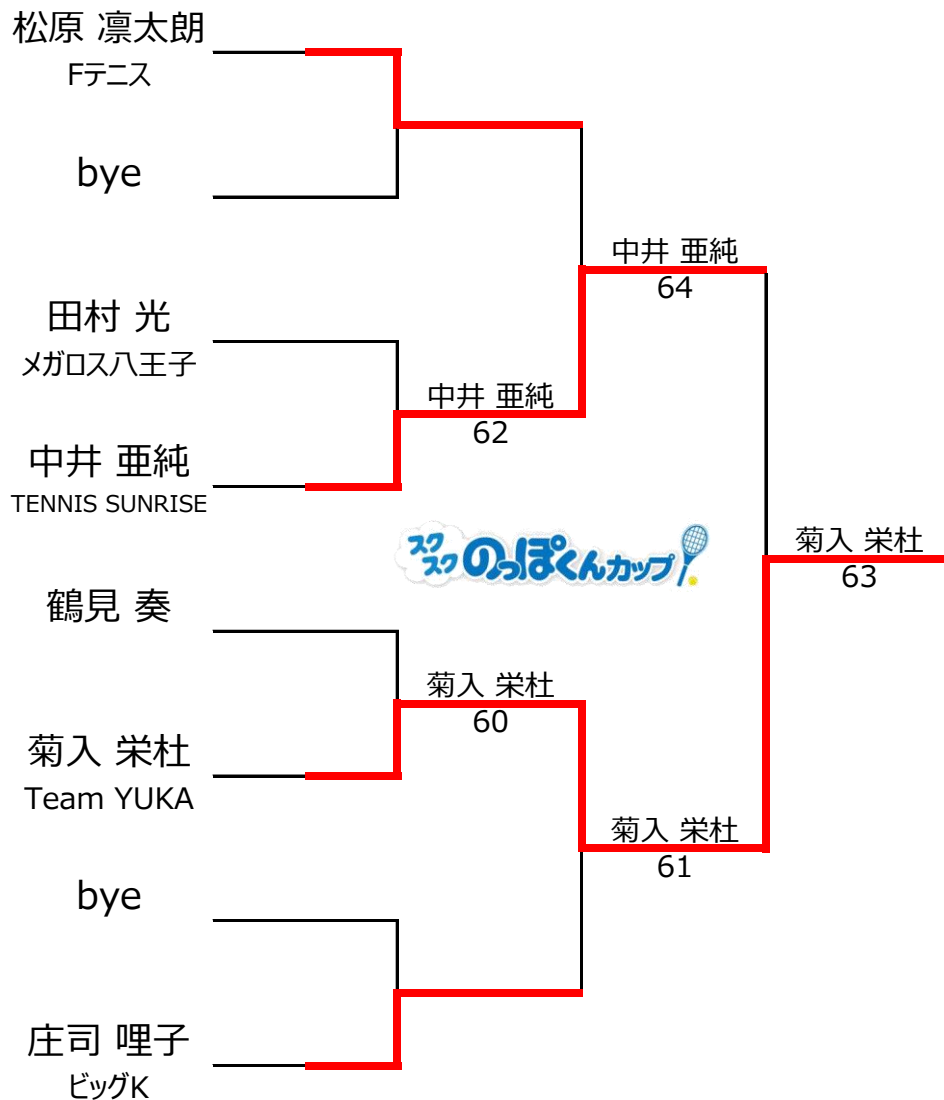 松原 凛太朗
Fテニス
bye
中井 亜純
64
田村 光
メガロス八王子
中井 亜純
62
中井 亜純
TENNIS SUNRISE
スクスク のっぽくんカップ
菊入 栄杜
63
鶴見 奏
菊入 栄杜
60
菊入 栄杜
Team YUKA
菊入 栄杜
61
bye
庄司 哩子
ビッグK